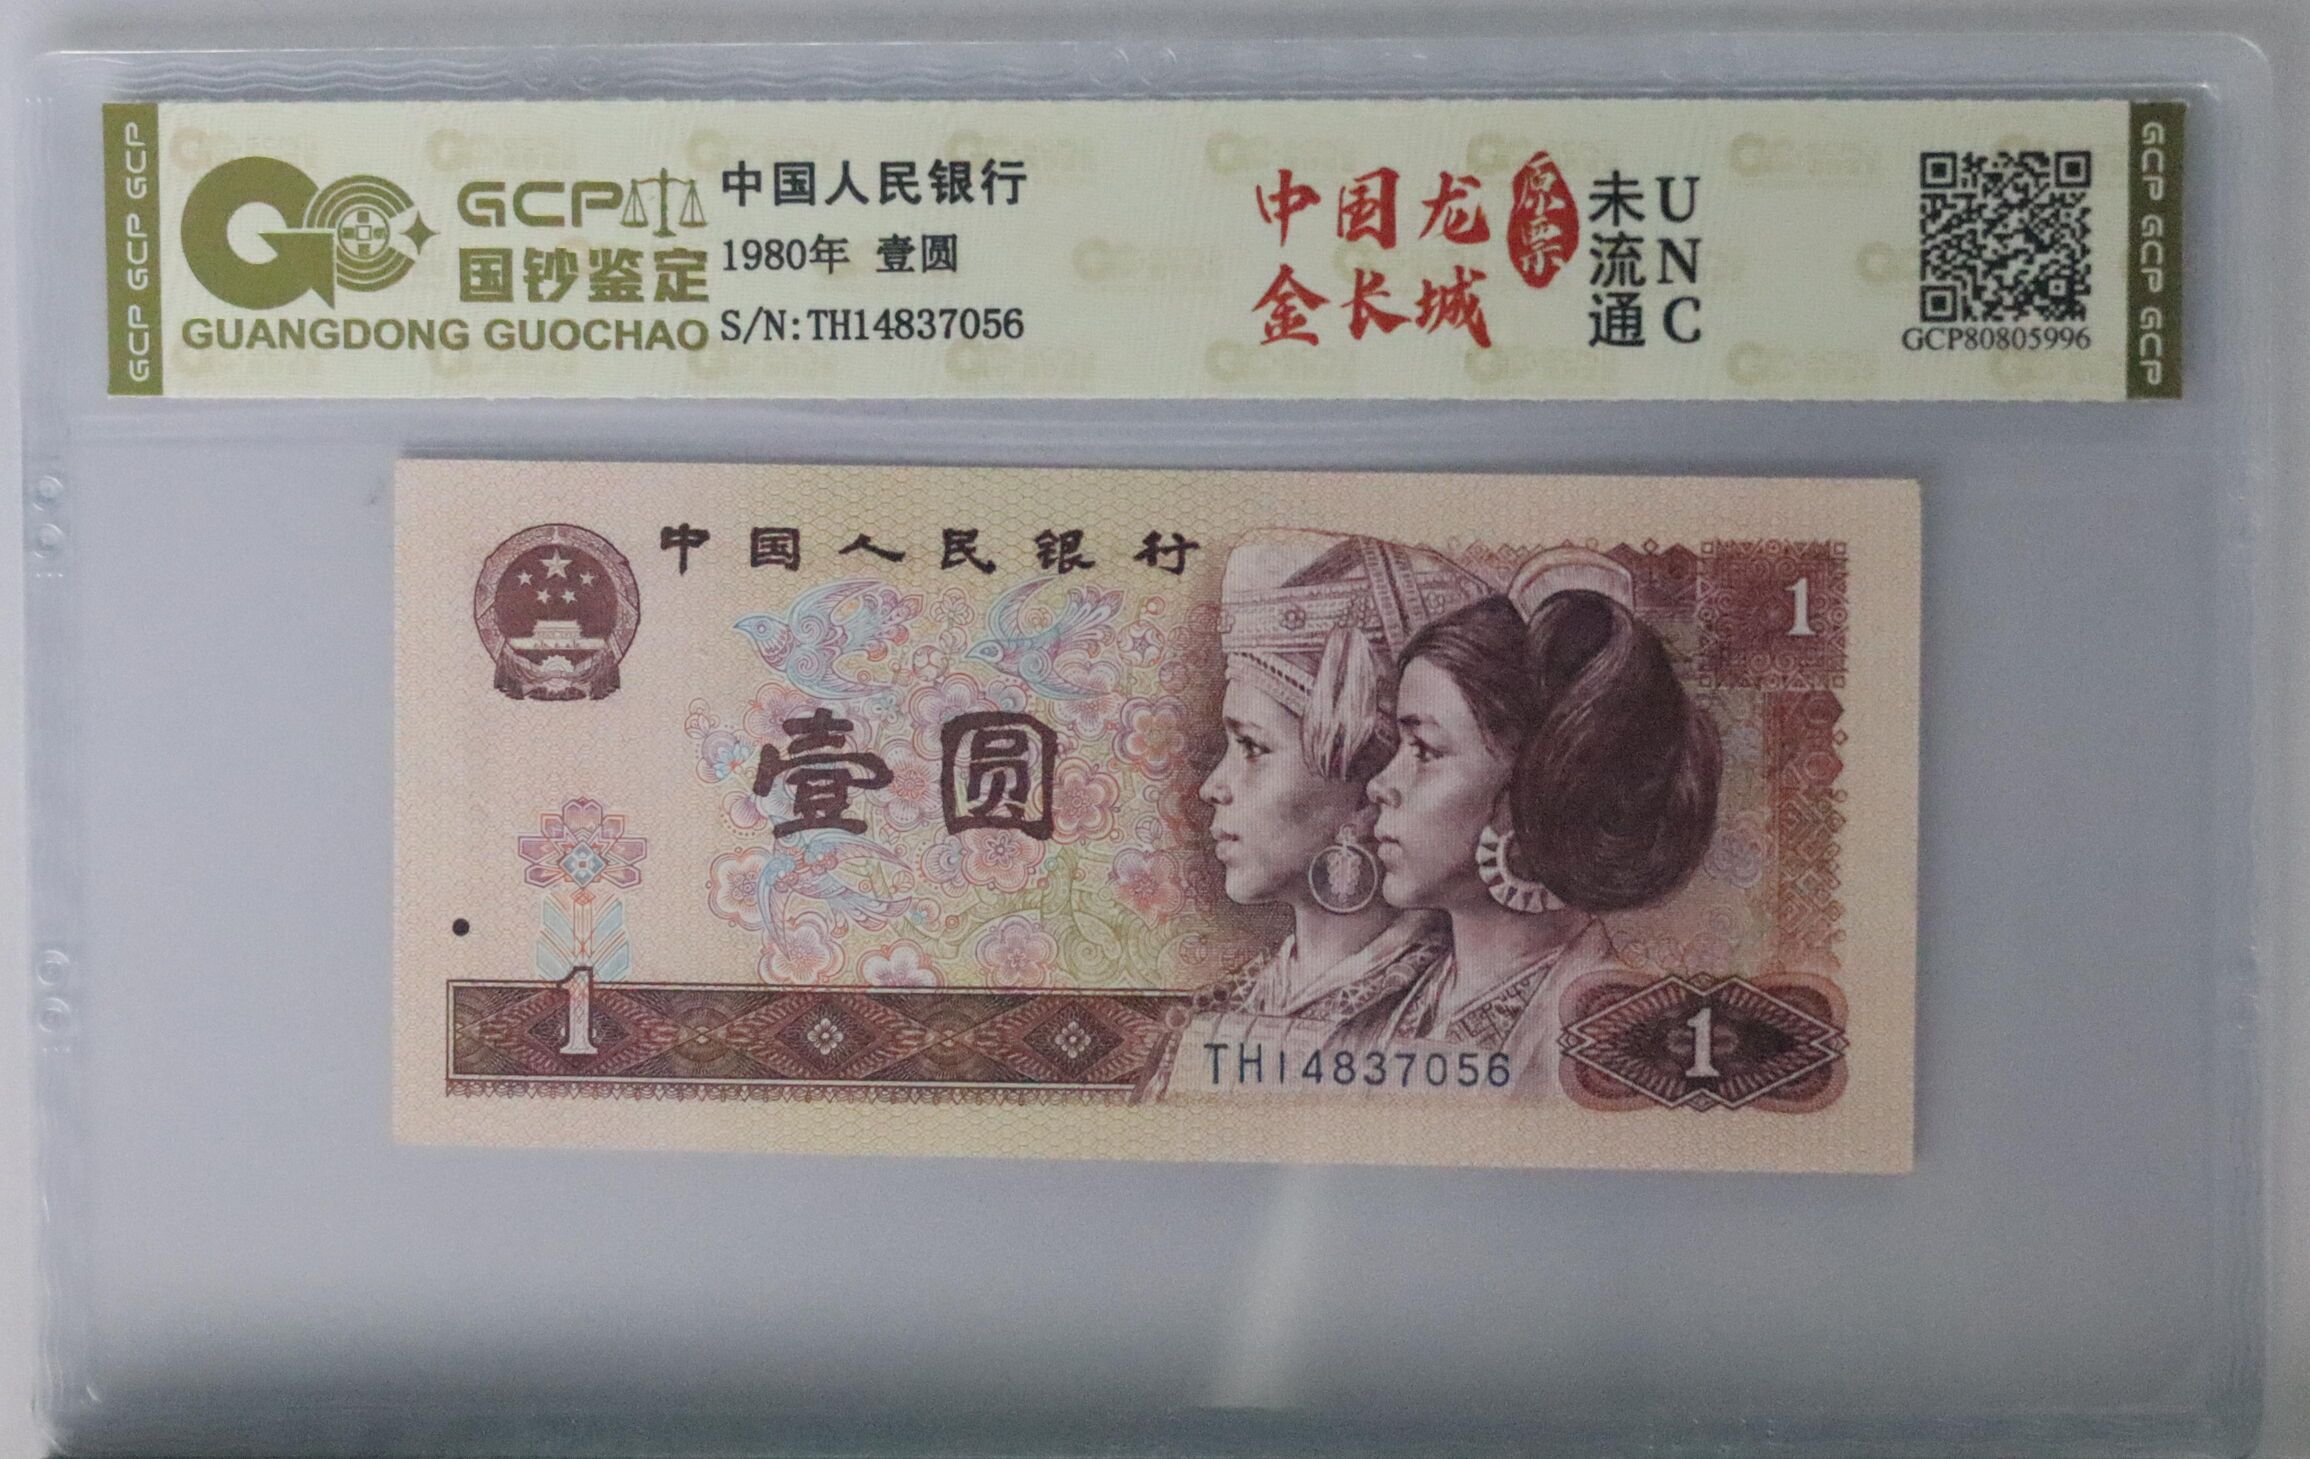 GCP GCP GCP
GCP
国钞鉴定
GUANGDONG GUOCHAO
中国人民银行
1980年 壹圆
S/N:TH14837056
中国龙
金长城
原票
未流通
UNC
GCP80805996
GCP GCP GCP
中国人民银行
1
壹圆
1
TH14837056
1